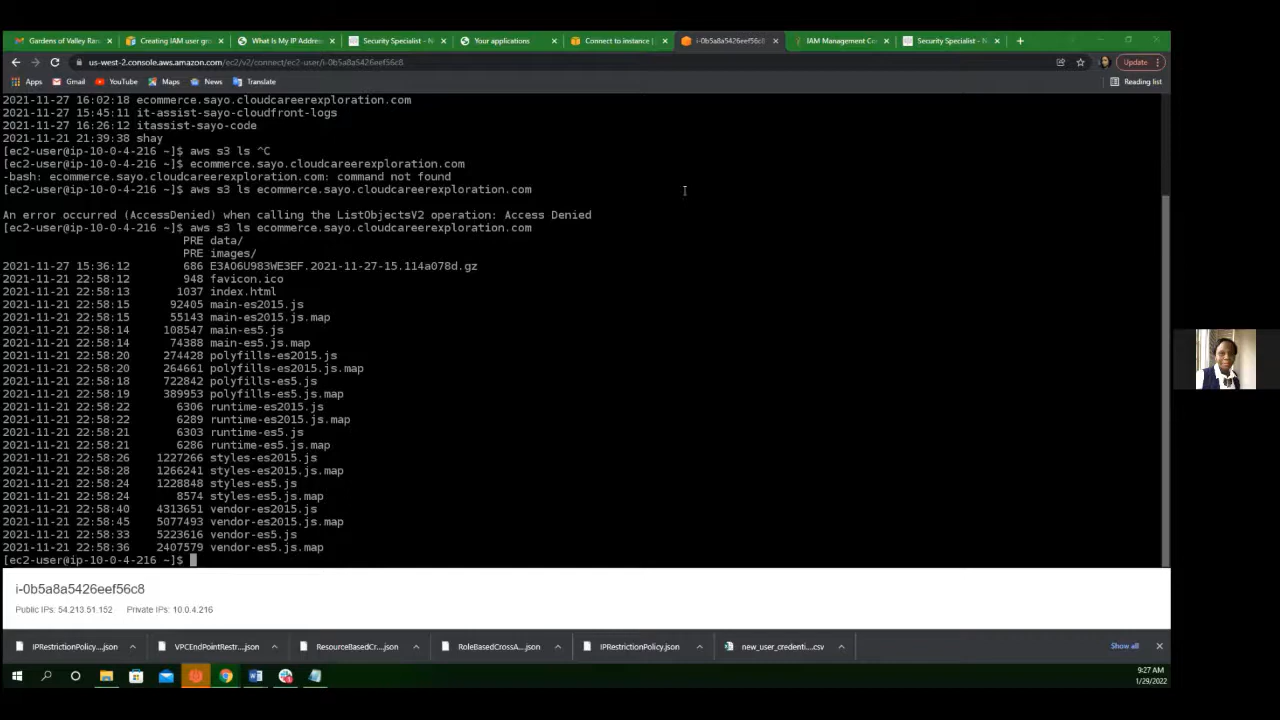 Gardens of Valley Ran
Creating IAM user gro
What Is My IP Addres
Security Specialist - N
Your applications
Connect to instance |
i-0b5a8a5426eef56c8
IAM Management Co
Security Specialist - N
us-west-2.console.aws.amazon.com/ec2/v2/connect/ec2-user/i-0b5a8a5426eef56c8
Update
Apps Gmail YouTube Maps News Translate Reading list
2021-11-27 16:02:18 ecommerce.sayo.cloudcareerexploration.com
2021-11-27 15:45:11 it-assist-sayo-cloudfront-logs
2021-11-27 16:26:12 itassist-sayo-code
2021-11-21 21:39:38 shay
[ec2-user@ip-10-0-4-216 ~]$ aws s3 ls ^C
[ec2-user@ip-10-0-4-216 ~]$ ecommerce.sayo.cloudcareerexploration.com
-bash: ecommerce.sayo.cloudcareerexploration.com: command not found
[ec2-user@ip-10-0-4-216 ~]$ aws s3 ls ecommerce.sayo.cloudcareerexploration.com
An error occurred (AccessDenied) when calling the ListObjectsV2 operation: Access Denied
[ec2-user@ip-10-0-4-216 ~]$ aws s3 ls ecommerce.sayo.cloudcareerexploration.com
PRE data/
PRE images/
2021-11-27 15:36:12 686 E3AO6U983WE3EF.2021-11-27-15.114a078d.gz
2021-11-21 22:58:12 948 favicon.ico
2021-11-21 22:58:13 1037 index.html
2021-11-21 22:58:15 92405 main-es2015.js
2021-11-21 22:58:15 55143 main-es2015.js.map
2021-11-21 22:58:14 108547 main-es5.js
2021-11-21 22:58:14 74388 main-es5.js.map
2021-11-21 22:58:20 274428 polyfills-es2015.js
2021-11-21 22:58:20 264661 polyfills-es2015.js.map
2021-11-21 22:58:18 722842 polyfills-es5.js
2021-11-21 22:58:19 389953 polyfills-es5.js.map
2021-11-21 22:58:22 6306 runtime-es2015.js
2021-11-21 22:58:22 6289 runtime-es2015.js.map
2021-11-21 22:58:21 6303 runtime-es5.js
2021-11-21 22:58:21 6286 runtime-es5.js.map
2021-11-21 22:58:26 1227266 styles-es2015.js
2021-11-21 22:58:28 1266241 styles-es2015.js.map
2021-11-21 22:58:24 1228848 styles-es5.js
2021-11-21 22:58:24 8574 styles-es5.js.map
2021-11-21 22:58:40 4313651 vendor-es2015.js
2021-11-21 22:58:45 5077493 vendor-es2015.js.map
2021-11-21 22:58:33 5223616 vendor-es5.js
2021-11-21 22:58:36 2407579 vendor-es5.js.map
[ec2-user@ip-10-0-4-216 ~]$
i-0b5a8a5426eef56c8
Public IPs: 54.213.51.152 Private IPs: 10.0.4.216
IPRestrictionPolicy....json
VPCEndPointRestr....json
ResourceBasedCr....json
RoleBasedCrossA....json
IPRestrictionPolicy.json
new_user_credenti....csv
Show all
9:27 AM
1/29/2022